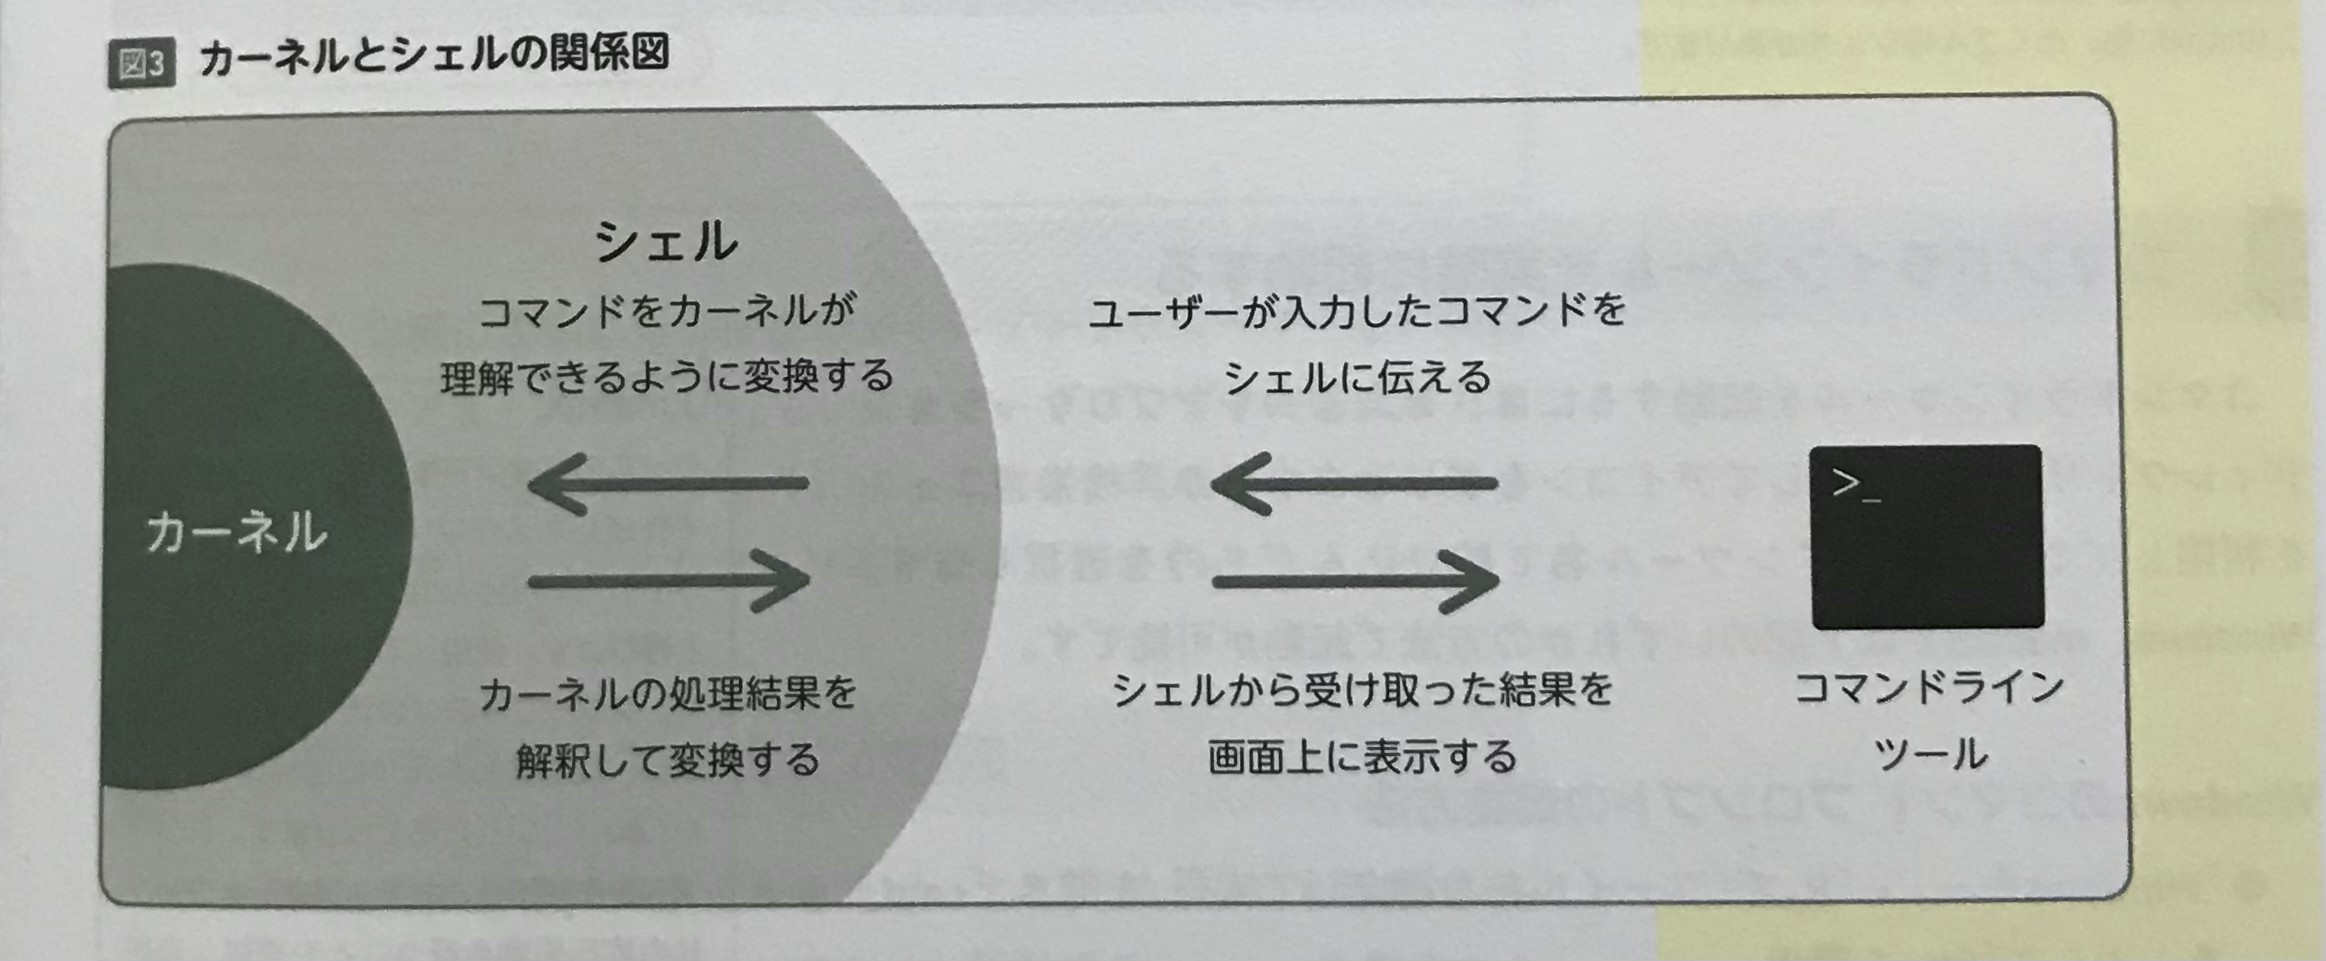 図3 カーネルとシェルの関係図
シェル
コマンドをカーネルが
理解できるように変換する
ユーザーが入力したコマンドを
シェルに伝える
カーネル
>_
カーネルの処理結果を
解釈して変換する
シェルから受け取った結果を
画面上に表示する
コマンドライン
ツール